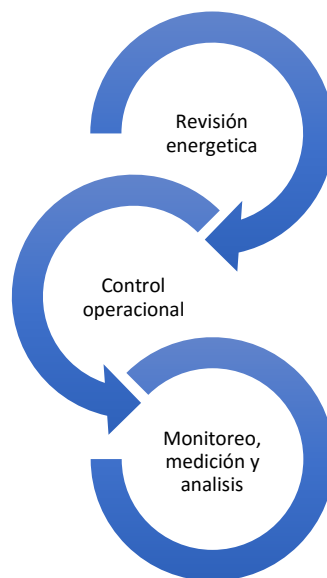 Revisión
energetica
Control
operacional
Monitoreo,
medición y
analisis